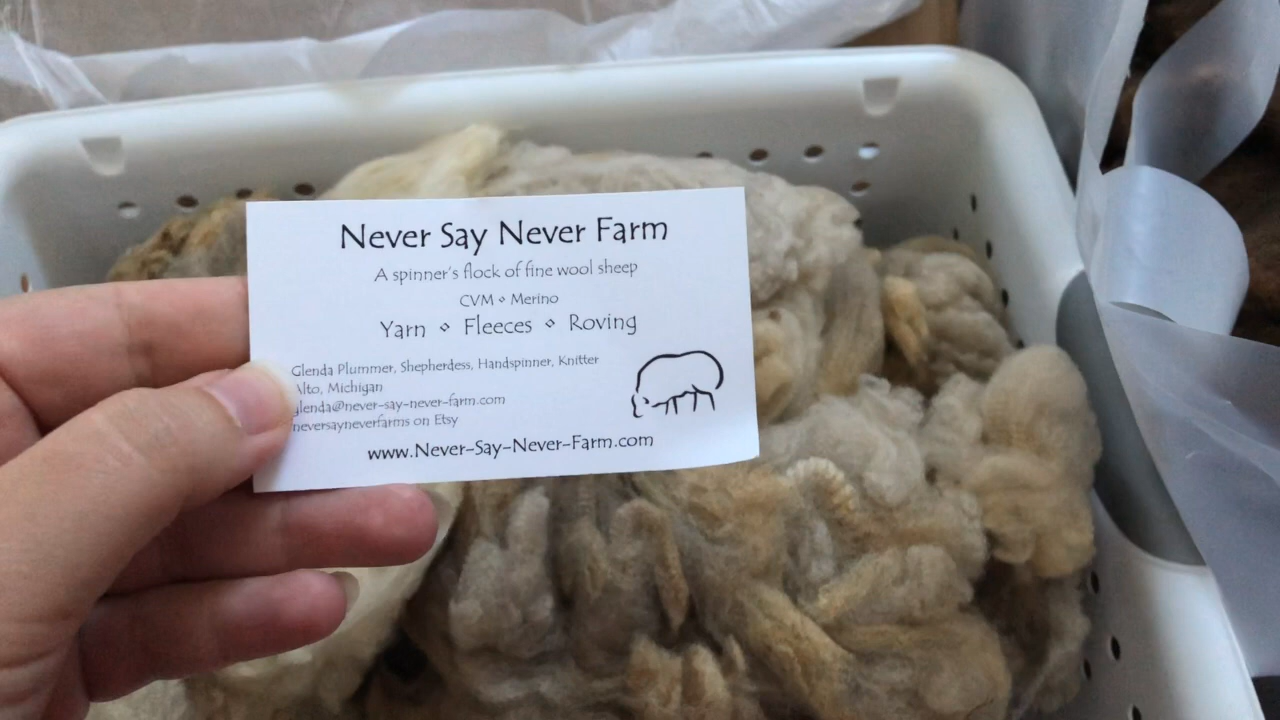 Never Say Never Farm
A spinner's flock of fine wool sheep
CVM ⋄ Merino
Yarn ⋄ Fleeces ⋄ Roving
Glenda Plummer, Shepherdess, Handspinner, Knitter
Alto, Michigan
glenda@never-say-never-farm.com
neversayneverfarms on Etsy
www.Never-Say-Never-Farm.com